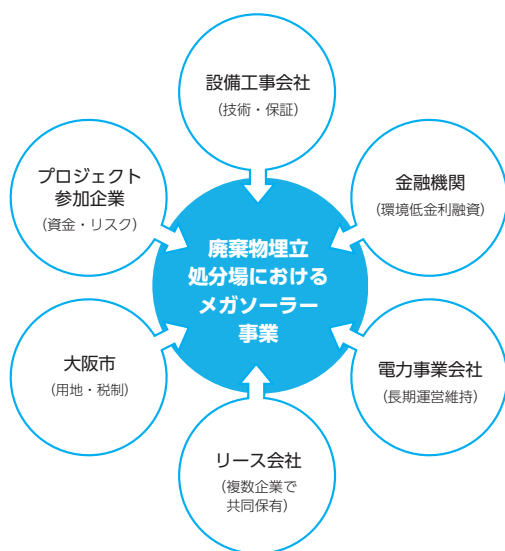 設備工事会社
（技術・保証）
プロジェクト
参加企業
（資金・リスク）
金融機関
（環境低金利融資）
廃棄物埋立
処分場における
メガソーラー
事業
大阪市
（用地・税制）
電力事業会社
（長期運営維持）
リース会社
（複数企業で
共同保有）